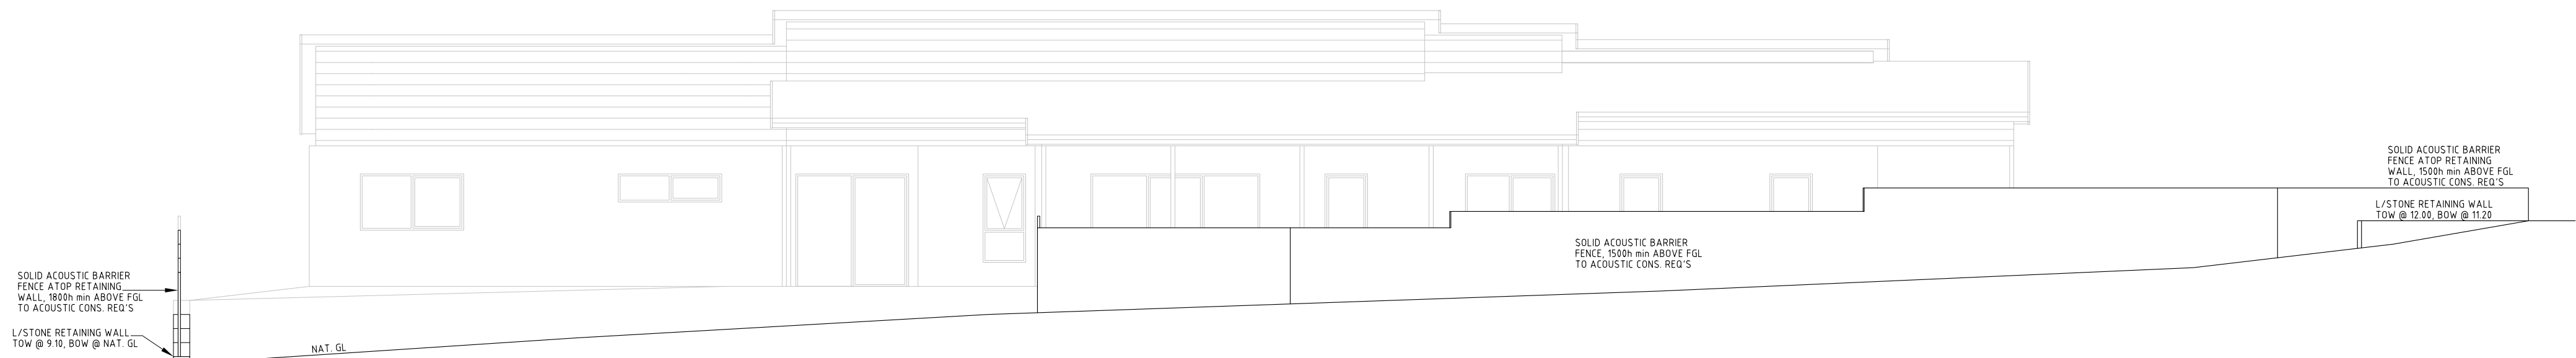 SOLID ACOUSTIC BARRIER
FENCE ATOP RETAINING
WALL, 1800h min ABOVE FGL
TO ACOUSTIC CONS. REQ'S
L/STONE RETAINING WALL
TOW @ 9.10, BOW @ NAT. GL
NAT. GL
SOLID ACOUSTIC BARRIER
FENCE, 1500h min ABOVE FGL
TO ACOUSTIC CONS. REQ'S
SOLID ACOUSTIC BARRIER
FENCE ATOP RETAINING
WALL, 1500h min ABOVE FGL
TO ACOUSTIC CONS. REQ'S
L/STONE RETAINING WALL
TOW @ 12.00, BOW @ 11.20